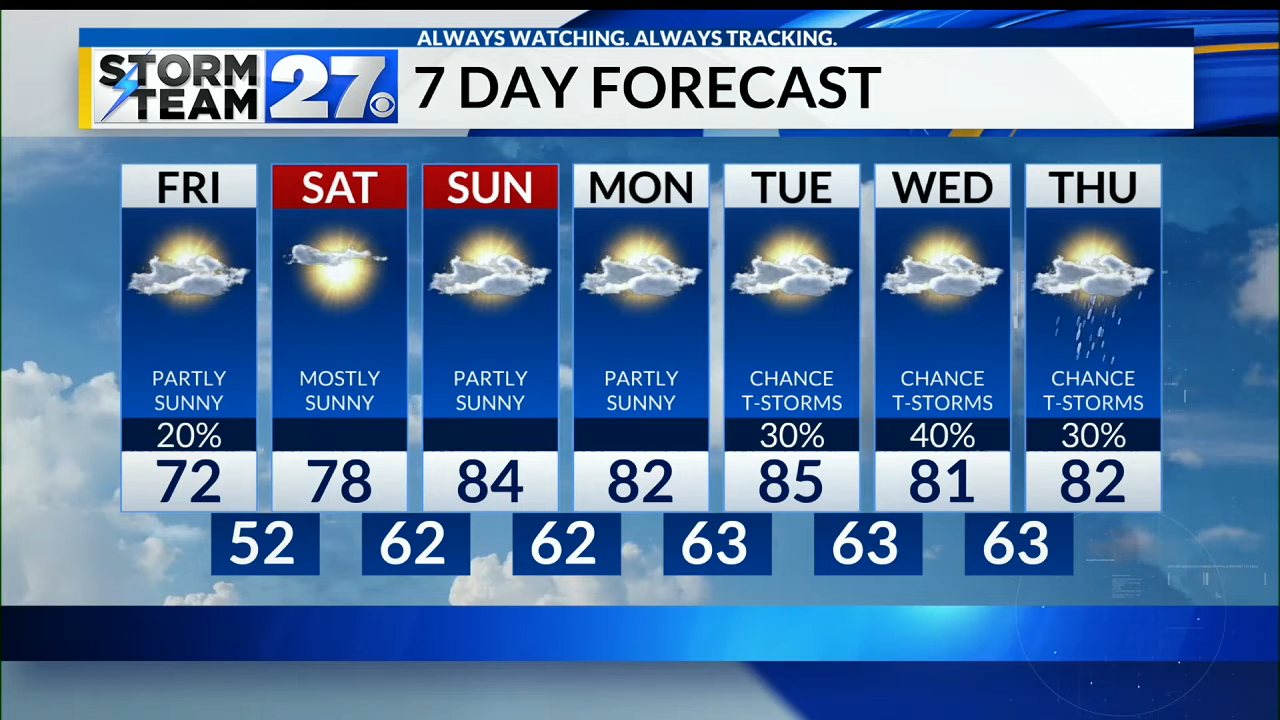 ALWAYS WATCHING. ALWAYS TRACKING.
STORM TEAM 27
7 DAY FORECAST
FRI SAT SUN MON TUE WED THU
PARTLY MOSTLY PARTLY PARTLY CHANCE CHANCE CHANCE
SUNNY SUNNY SUNNY SUNNY T-STORMS T-STORMS T-STORMS
20% 30% 40% 30%
72 78 84 82 85 81 82
52 62 62 63 63 63